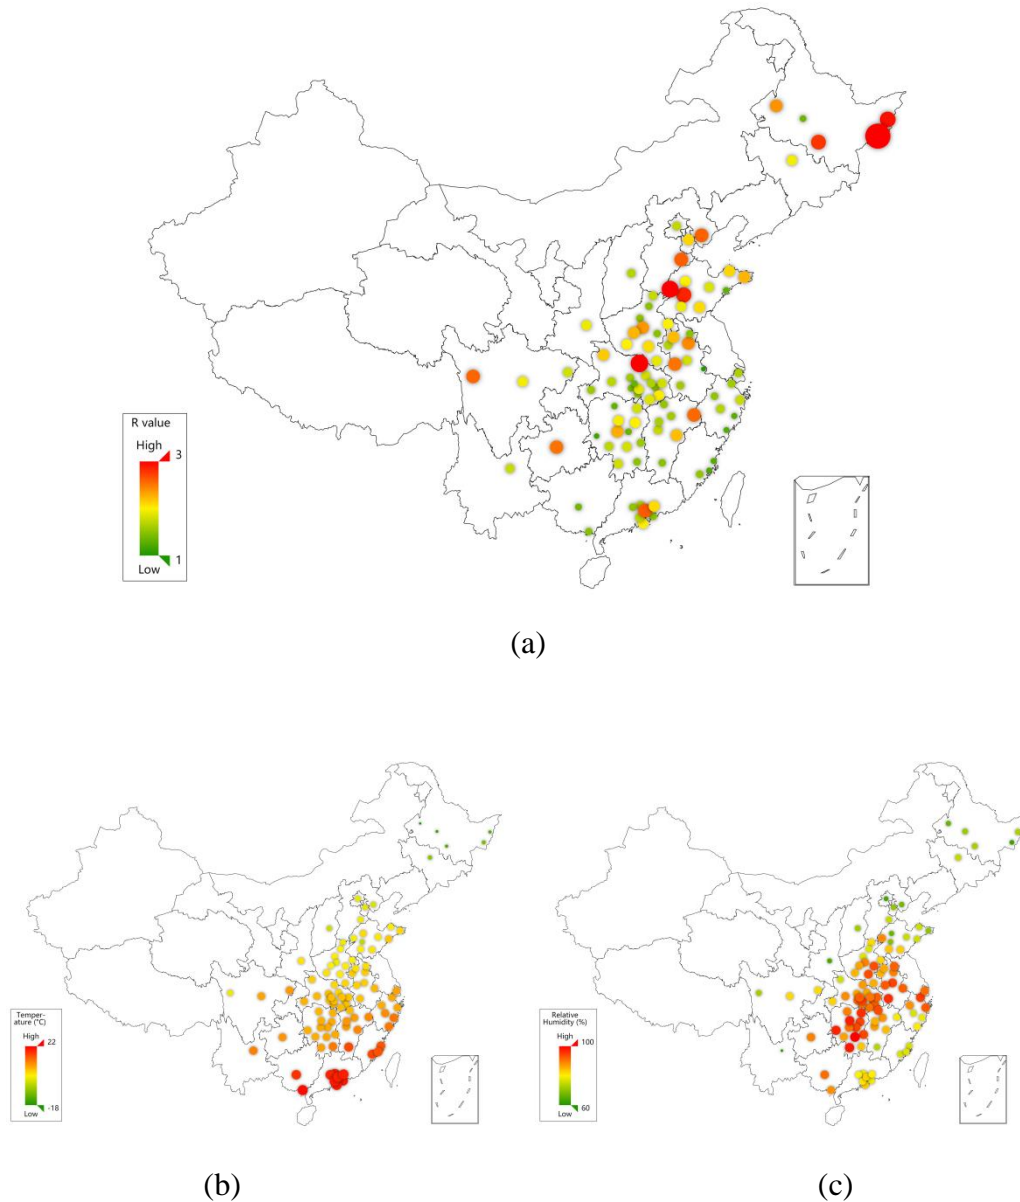 R value
High
3
1
Low
(a)
Temper-
ature (℃)
High
22
-18
Low
Relative
Humidity (%)
High
100
60
Low
(b)
(c)